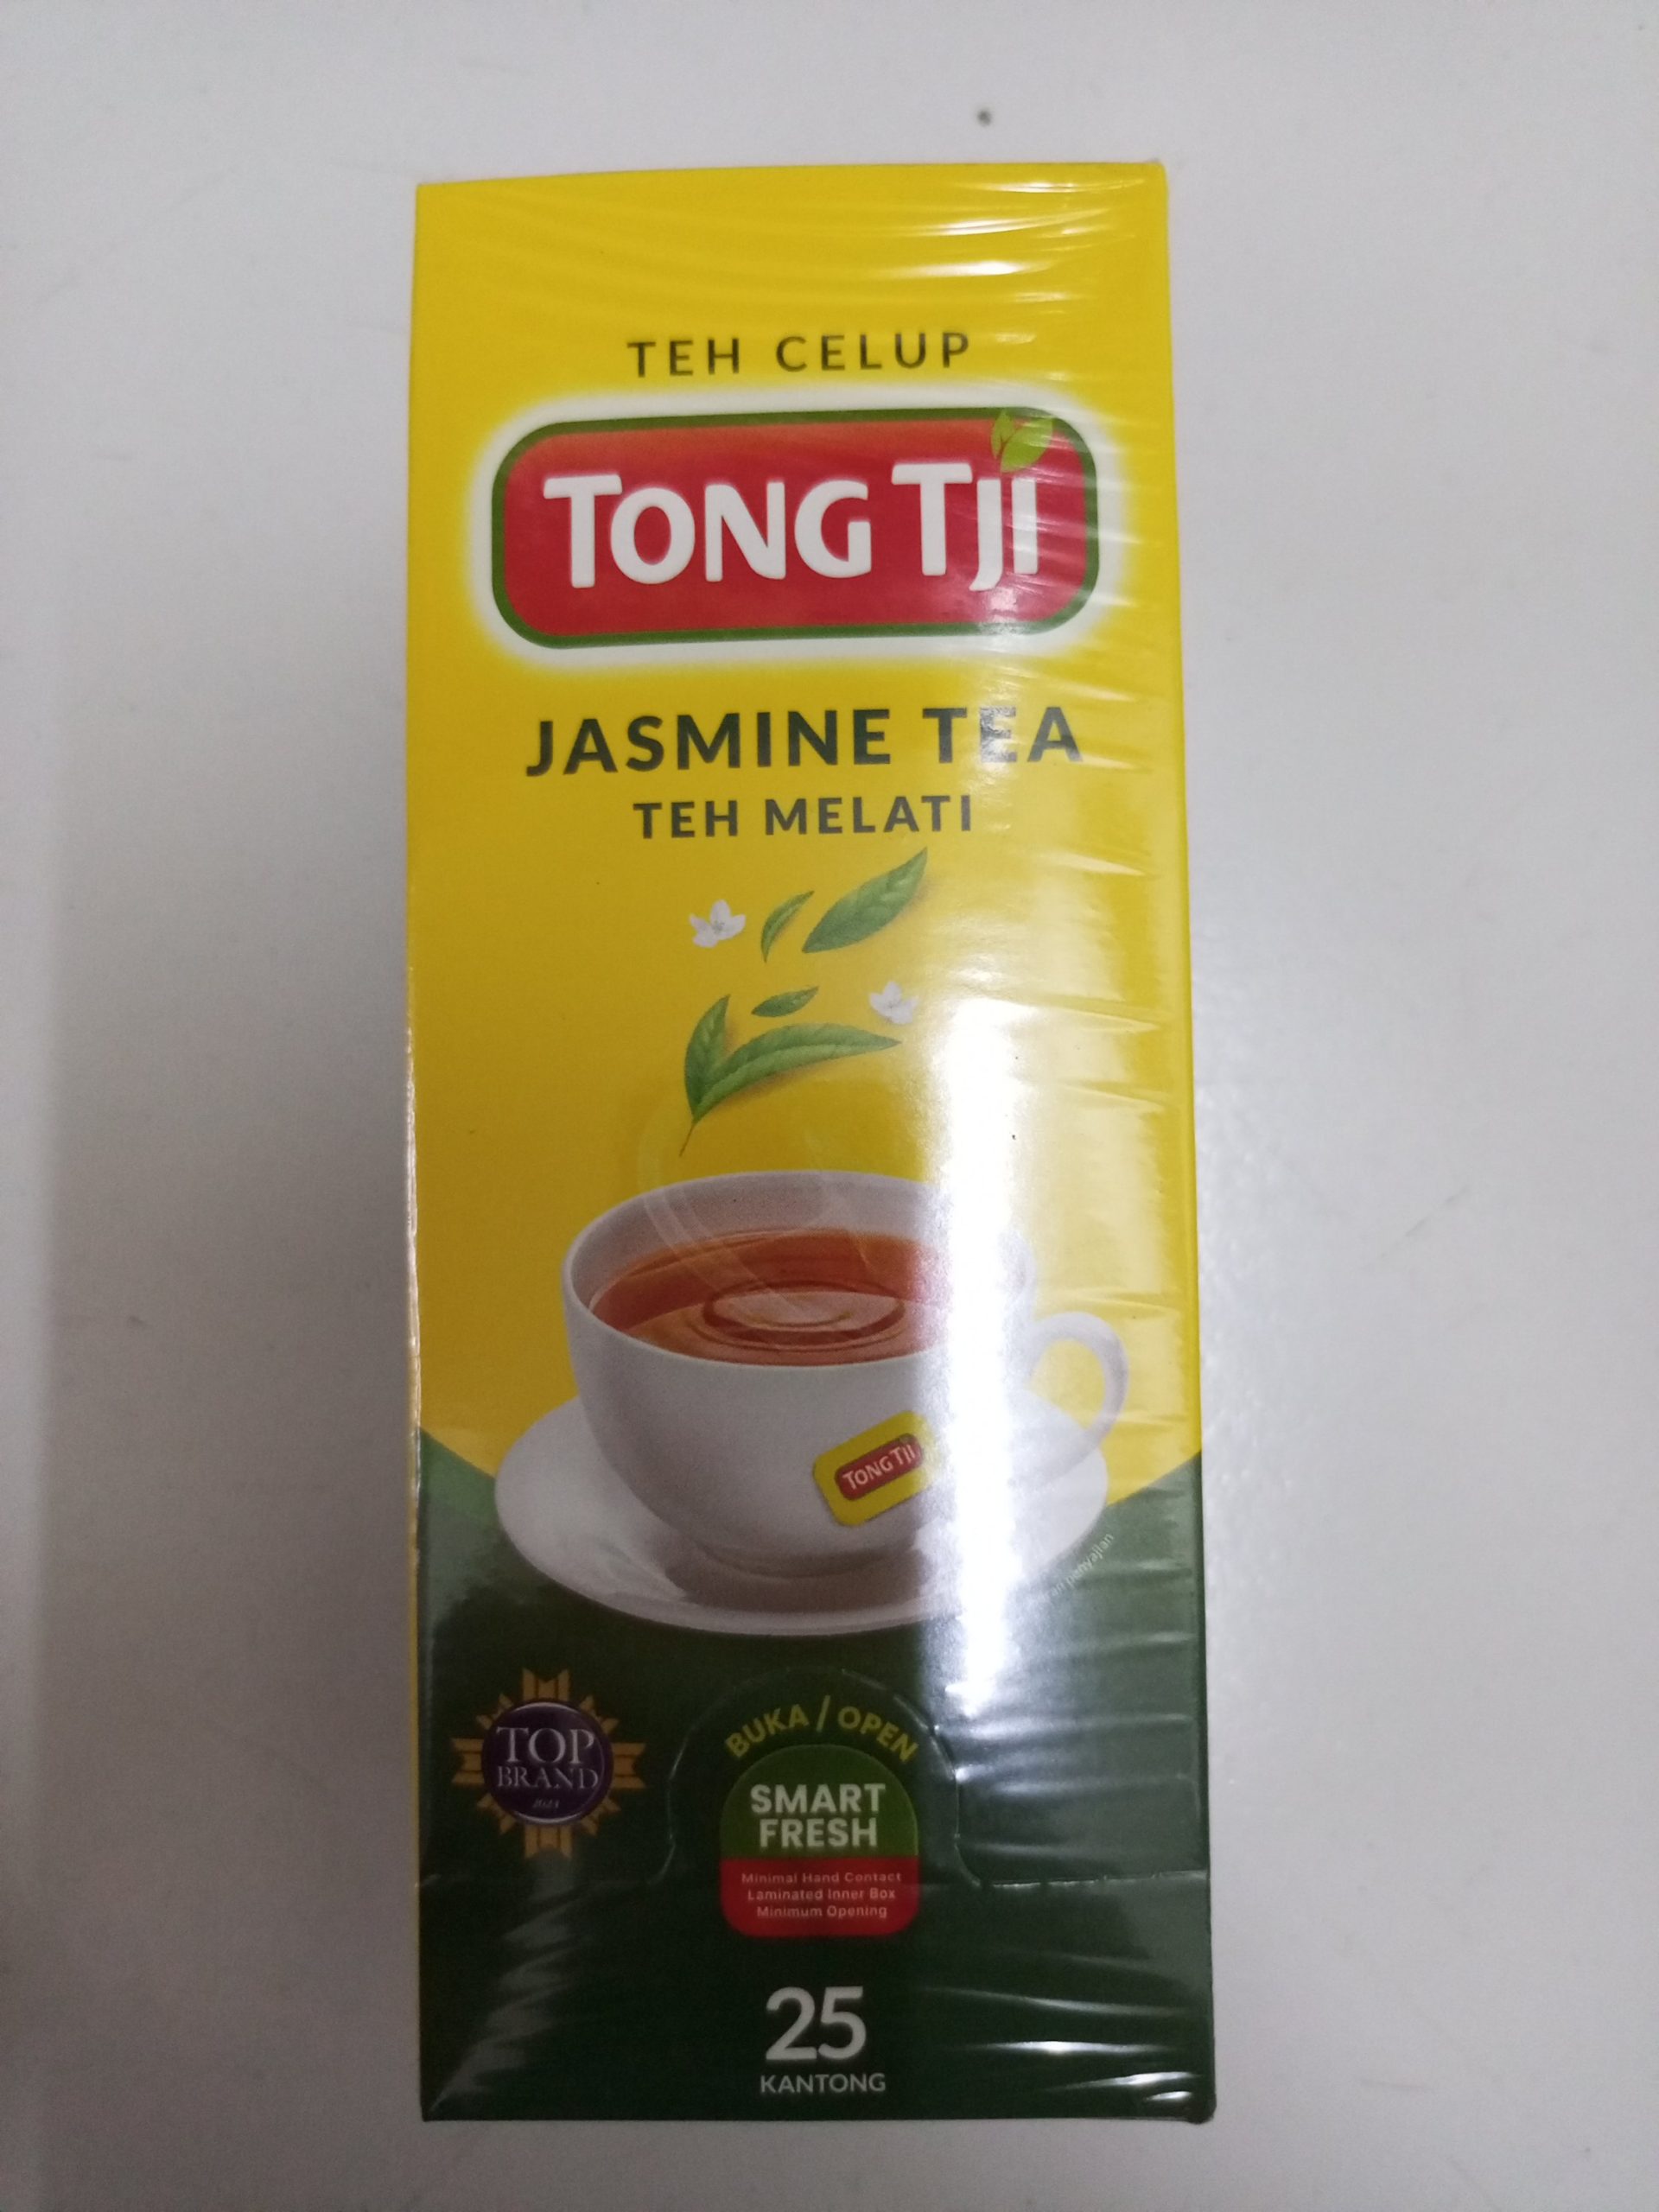 TEH CELUP
TONG TJI
JASMINE TEA
TEH MELATI
TONG TJI
penyajian
TOP
BRAND
BUKA / OPEN
SMART
FRESH
Minimal Hand Contact
Laminated Inner Box
Minimum Opening
25
KANTONG